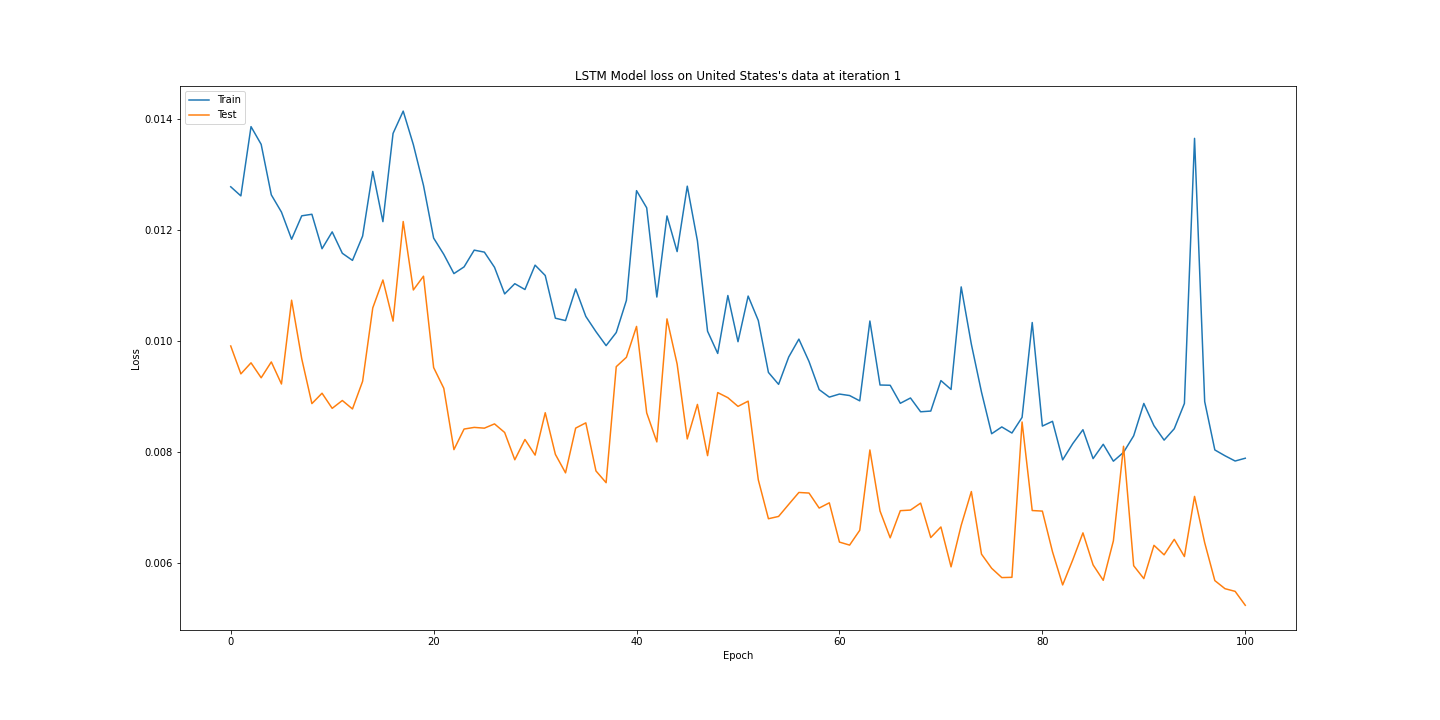 LSTM Model loss on United States's data at iteration 1
Train
Test
0.014
0.012
0.010
0.008
0.006
Loss
0 20 40 60 80 100
Epoch